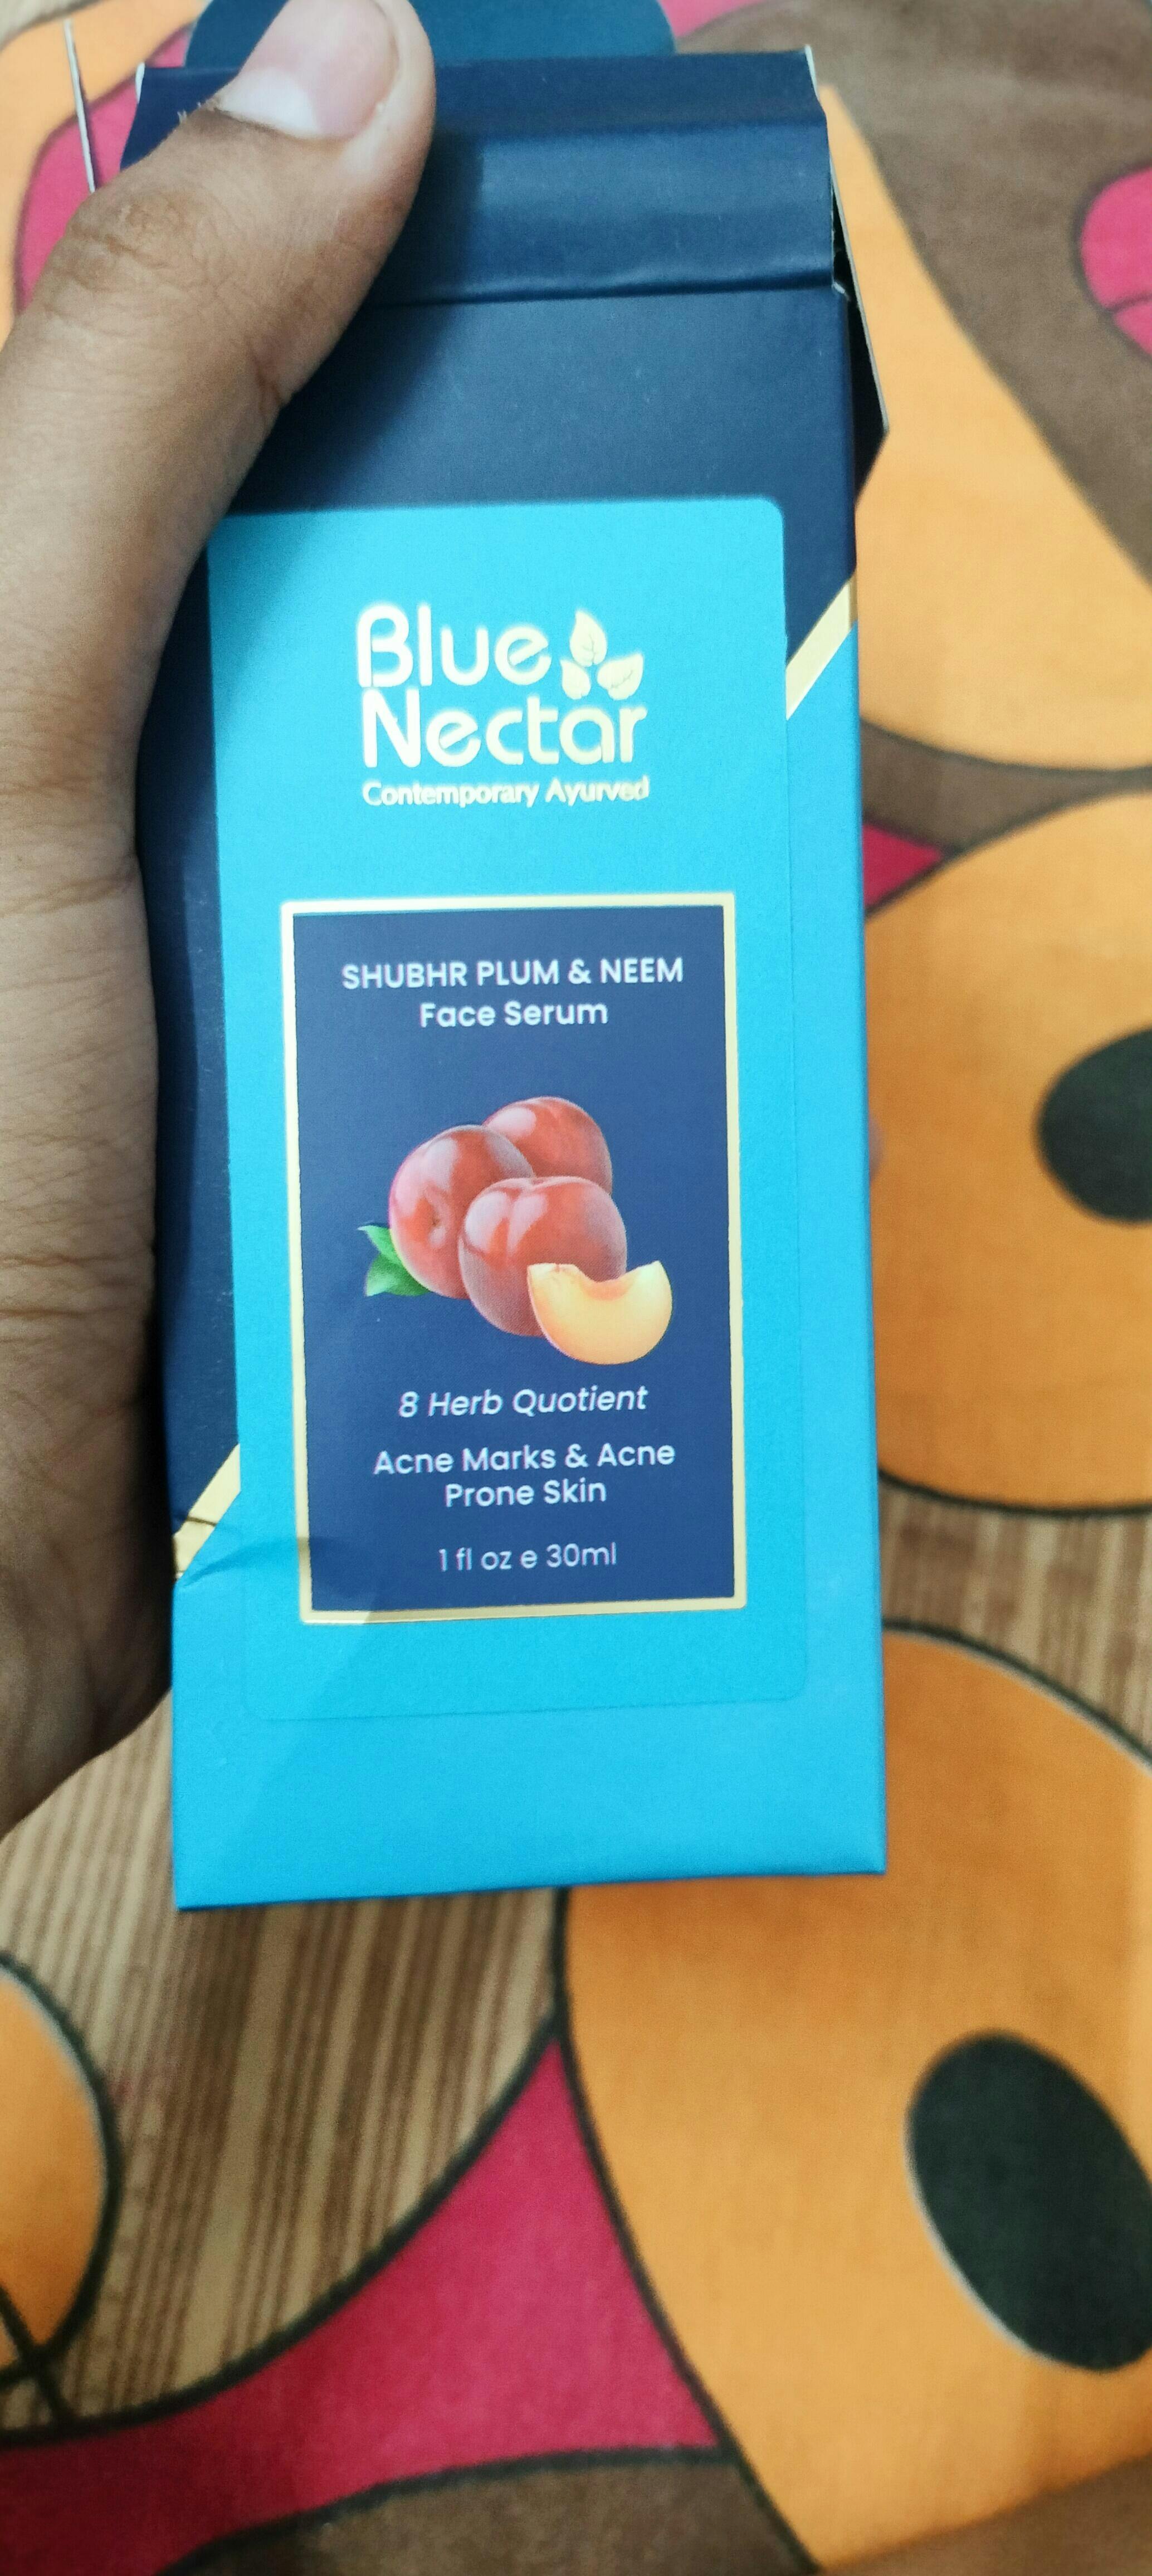 Blue
Nectar
Contemporary Ayurved
SHUBHR PLUM & NEEM
Face Serum
8 Herb Quotient
Acne Marks & Acne
Prone Skin
1 fl oz e 30ml